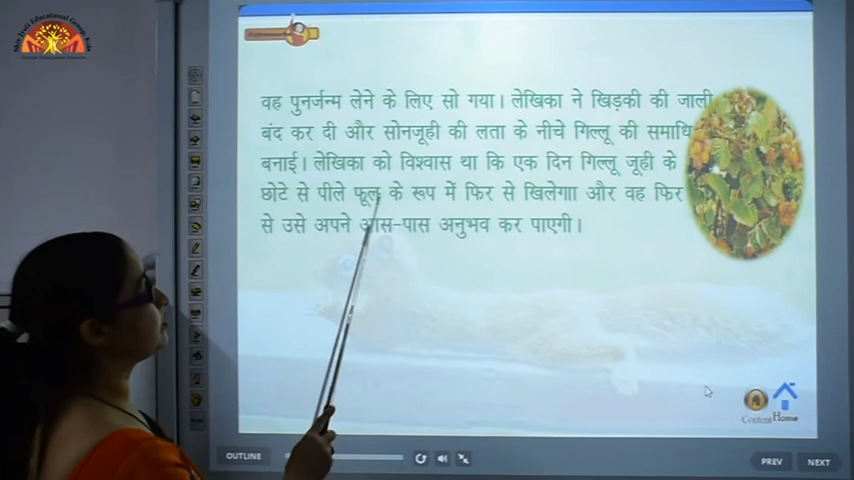 वह पुनर्जन्म लेने के लिए सो गया। लेखिका ने खिड़की की जाली
बंद कर दी और सोनजूही की लता के नीचे गिल्लू की समाधि
बनाई। लेखिका को विश्वास था कि एक दिन गिल्लू जूही के
छोटे से पीले फूल के रूप में फिर से खिलेगाा और वह फिर
से उसे अपने आस-पास अनुभव कर पाएगी।
Content Home
OUTLINE
PREV NEXT